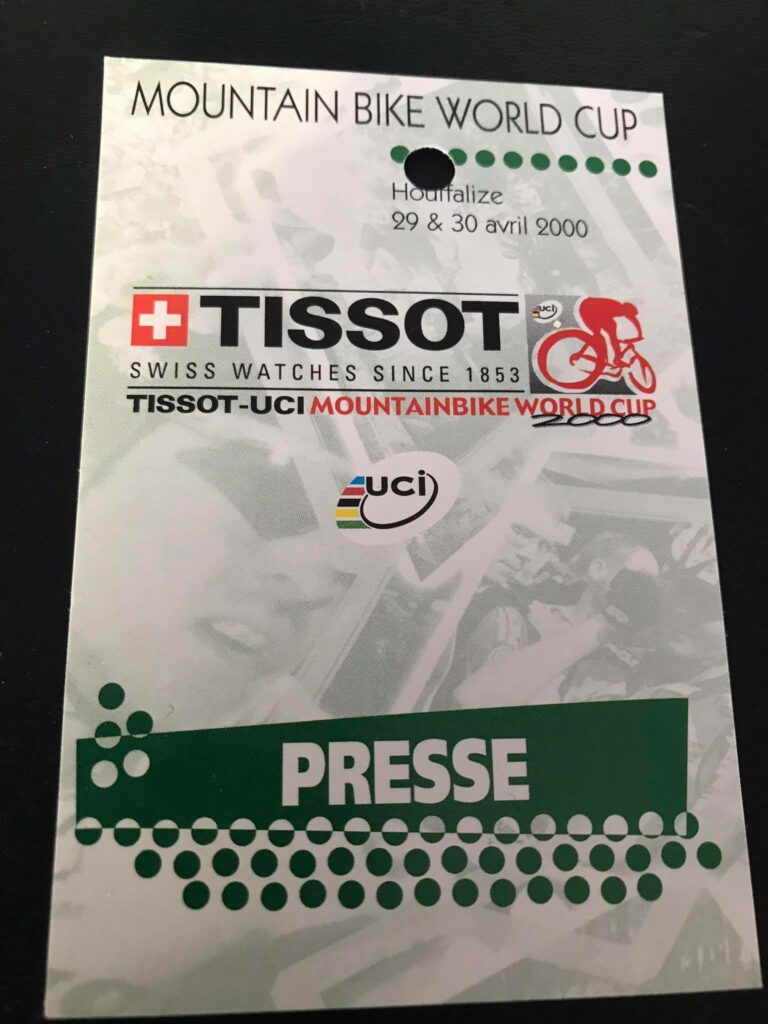 MOUNTAIN BIKE WORLD CUP
Houffalize
29 & 30 avril 2000
TISSOT
uci
SWISS WATCHES SINCE 1853
TISSOT-UCI MOUNTAINBIKE WORLD CUP
2000
uci
PRESSE